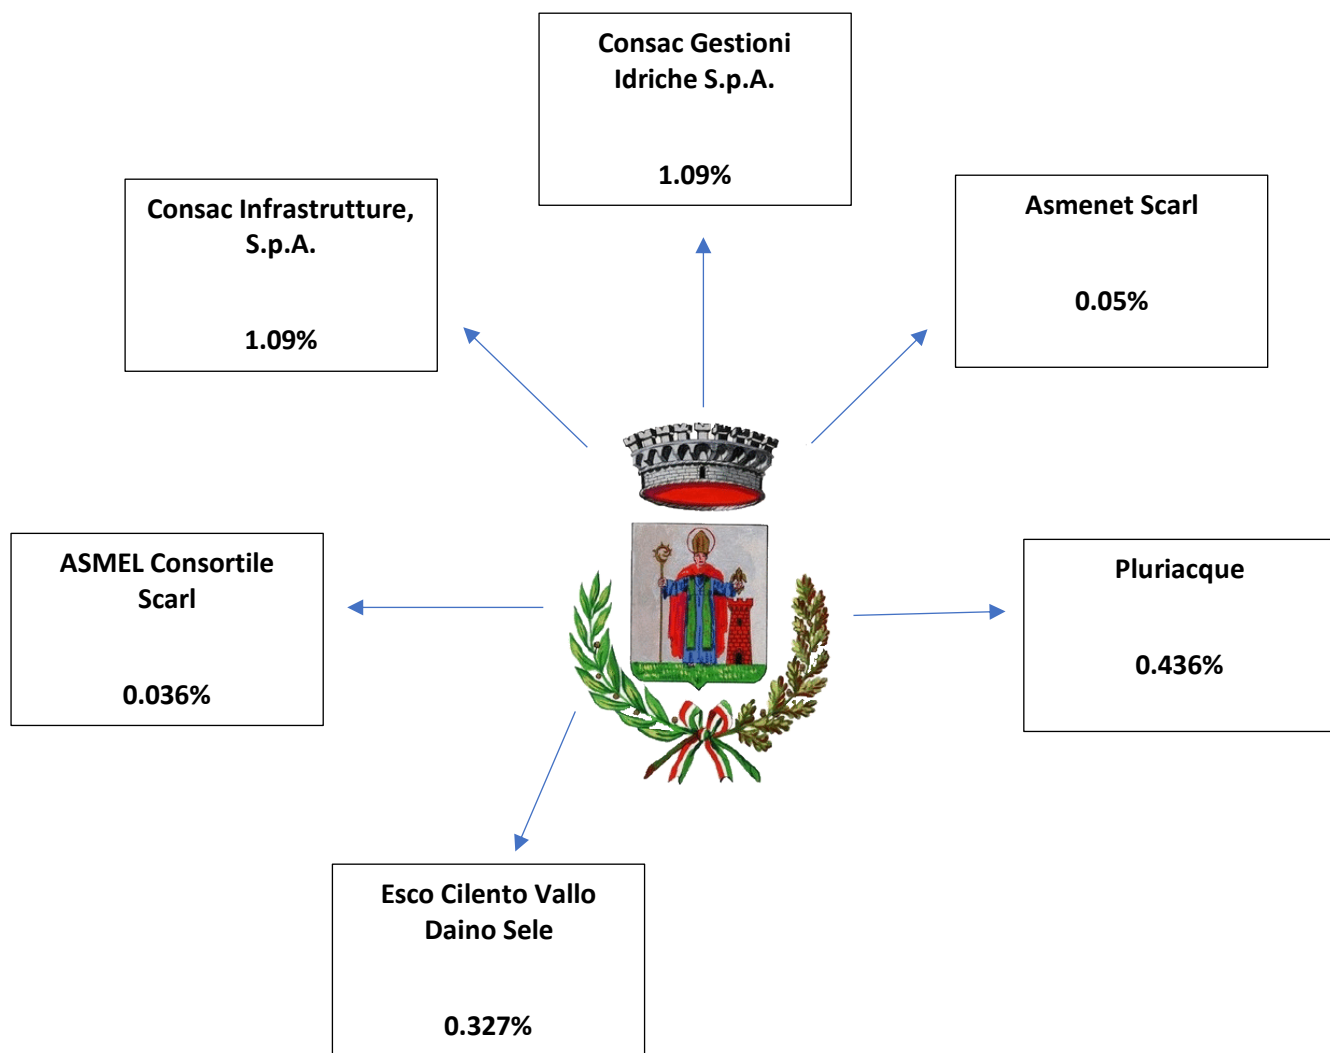 Consac Gestioni
Idriche S.p.A.
1.09%
Consac Infrastrutture,
S.p.A.
1.09%
Asmenet Scarl
0.05%
ASMEL Consortile
Scarl
0.036%
Pluriacque
0.436%
Esco Cilento Vallo
Daino Sele
0.327%